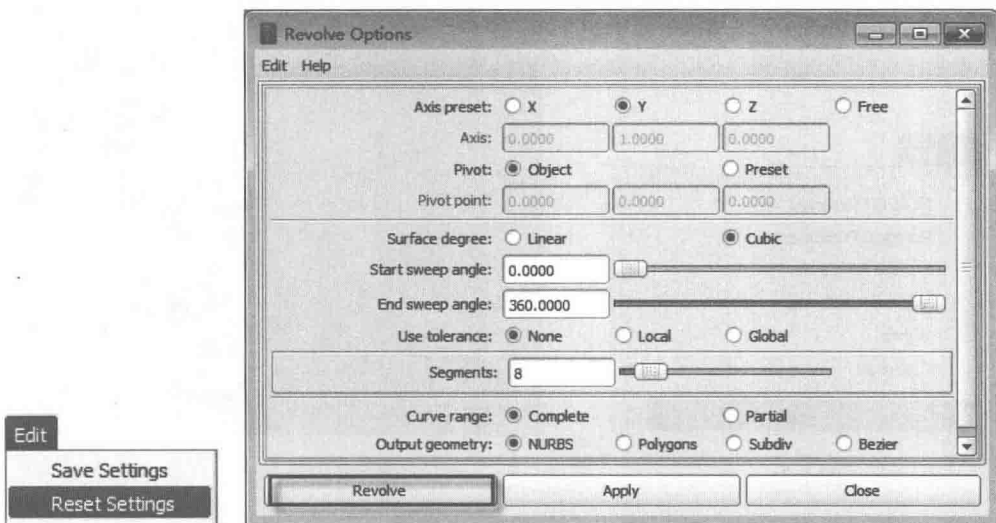 Revolve Options
Edit Help
Axis preset: X Y Z Free
Axis: 0.0000 1.0000 0.0000
Pivot: Object Preset
Pivot point: 0.0000 0.0000 0.0000
Surface degree: Linear Cubic
Start sweep angle: 0.0000
End sweep angle: 360.0000
Use tolerance: None Local Global
Segments: 8
Curve range: Complete Partial
Output geometry: NURBS Polygons Subdiv Bezier
Revolve Apply Close
Edit
Save Settings
Reset Settings